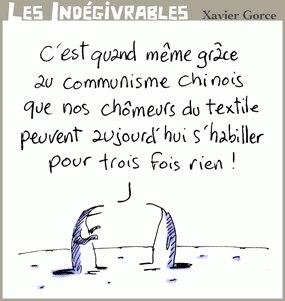 LES INDÉGIVRABLES Xavier Gorce
C'est quand même grâce
au communisme chinois
que nos chômeurs du textile
peuvent aujourd'hui s'habiller
pour trois fois rien !